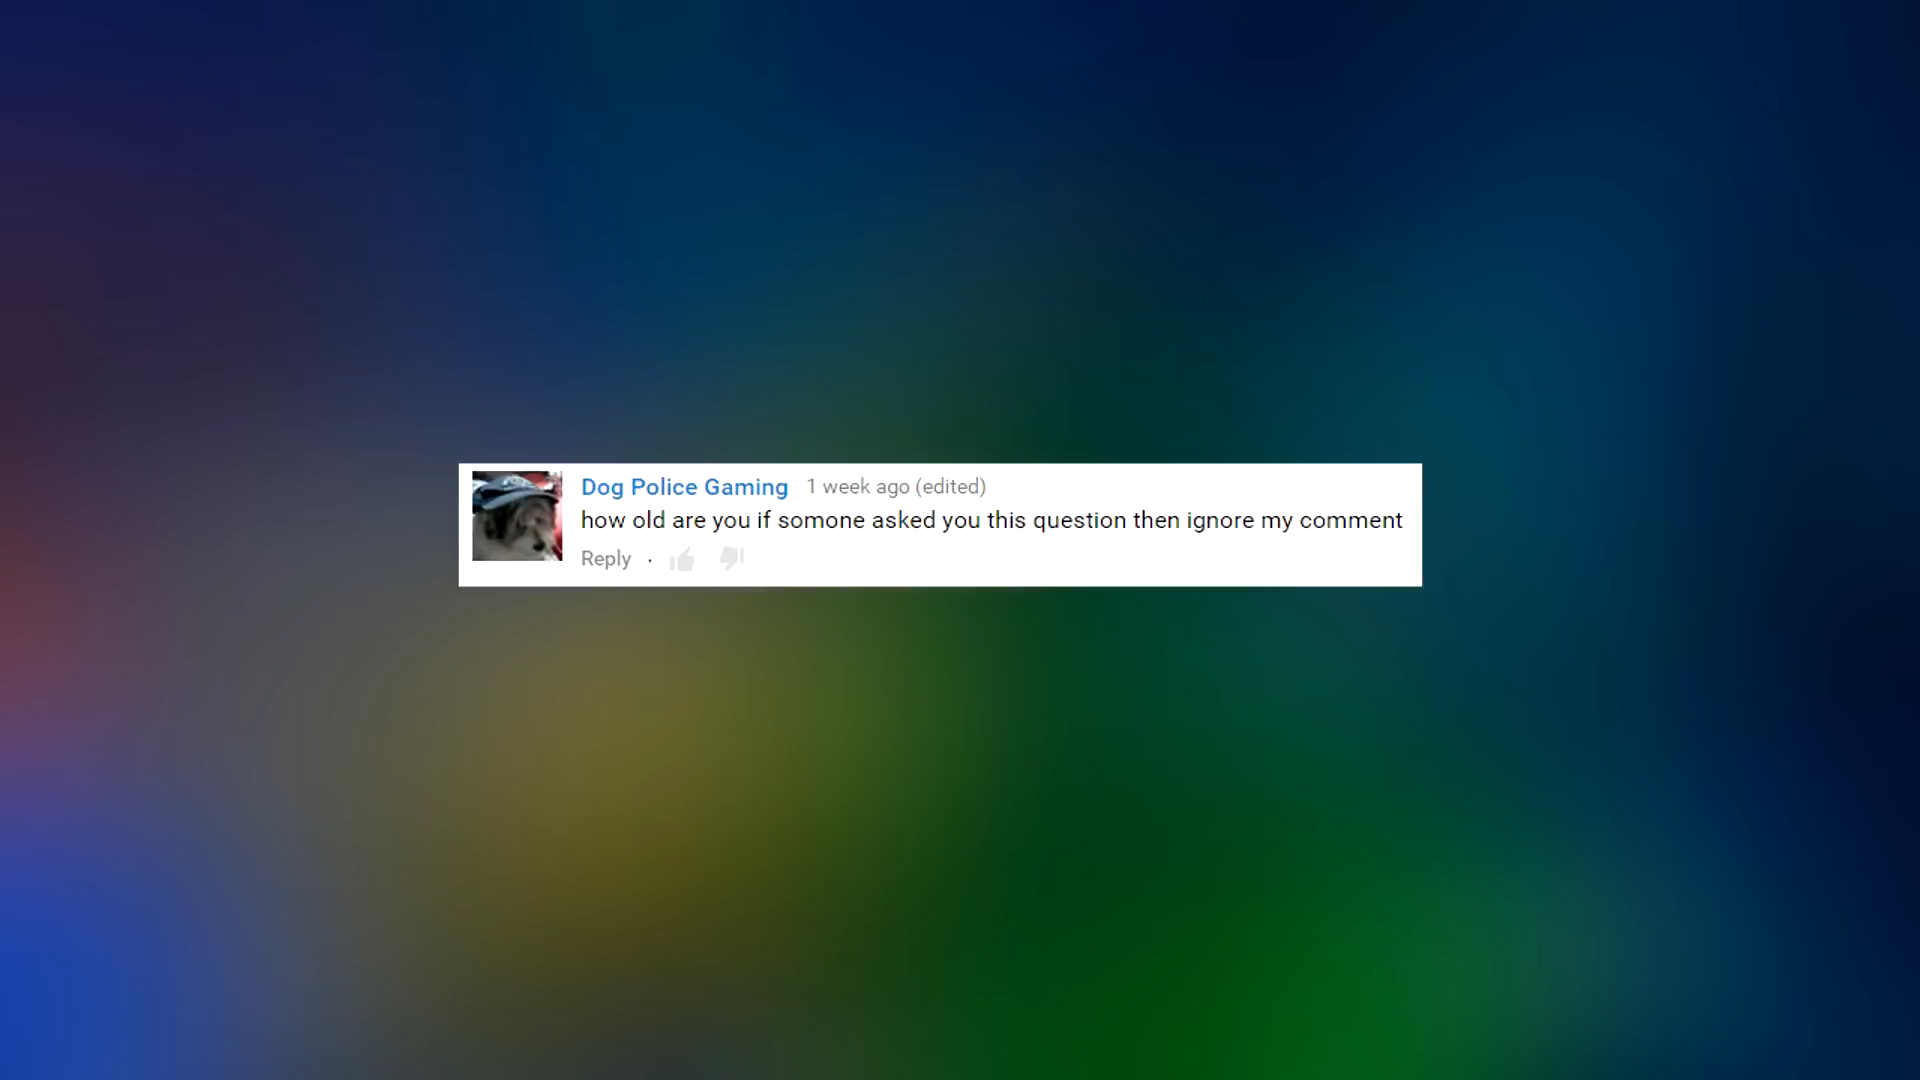 Dog Police Gaming 1 week ago (edited)
how old are you if somone asked you this question then ignore my comment
Reply ·